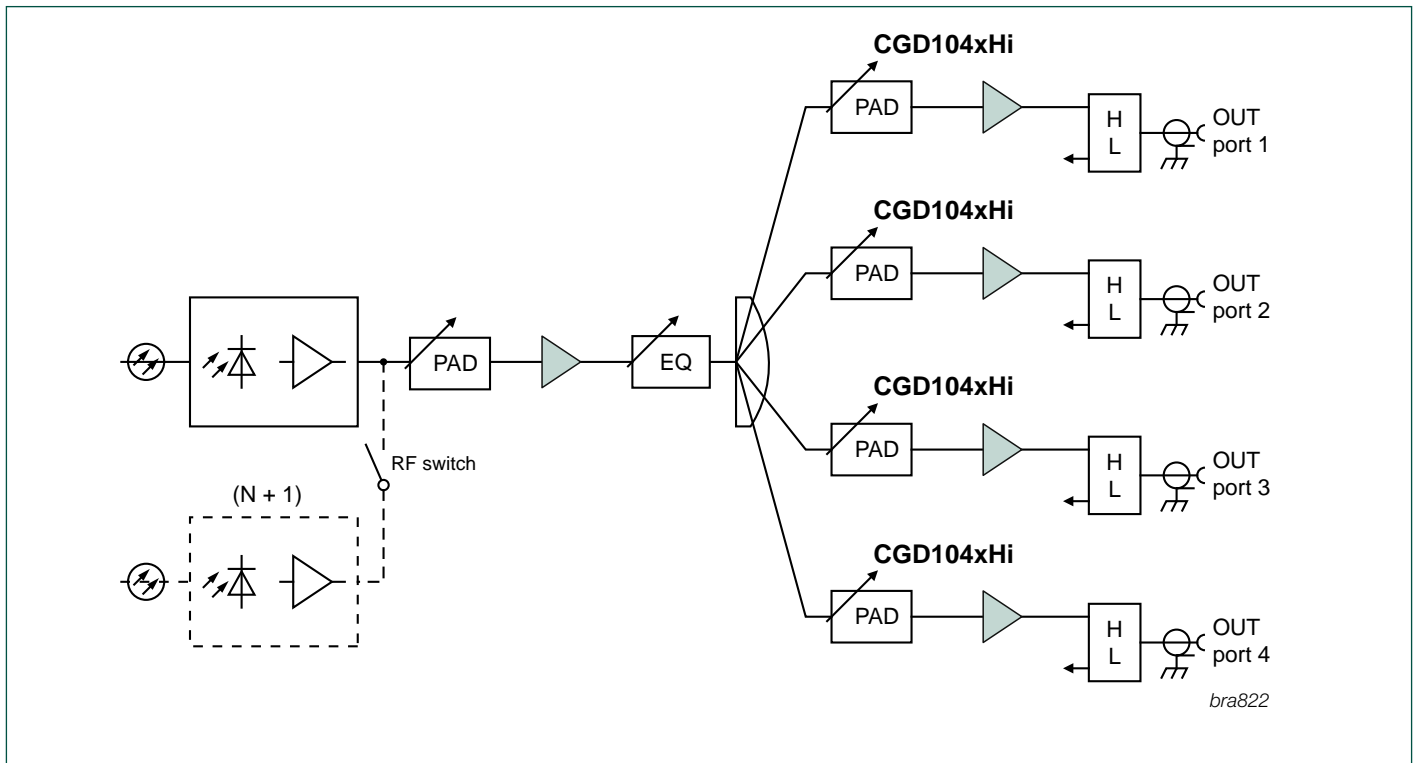 CGD104xHi
PAD
H
L
OUT
port 1
CGD104xHi
PAD
H
L
OUT
port 2
PAD
EQ
RF switch
(N + 1)
CGD104xHi
PAD
H
L
OUT
port 3
CGD104xHi
PAD
H
L
OUT
port 4
bra822